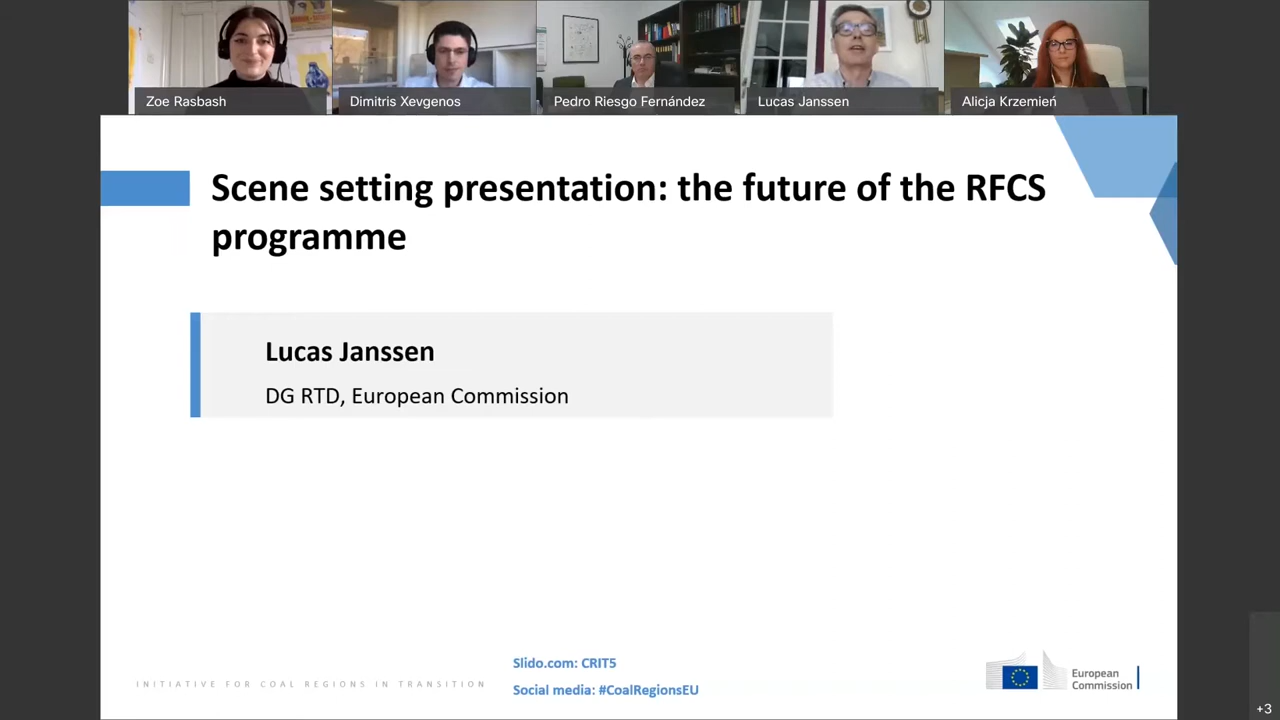 Zoe Rasbash
Dimitris Xevgenos
Pedro Riesgo Fernández
Lucas Janssen
Alicja Krzemień
Scene setting presentation: the future of the RFCS
programme
Lucas Janssen
DG RTD, European Commission
Slido.com: CRIT5
INITIATIVE FOR COAL REGIONS IN TRANSITION
Social media: #CoalRegionsEU
European
Commission
+3